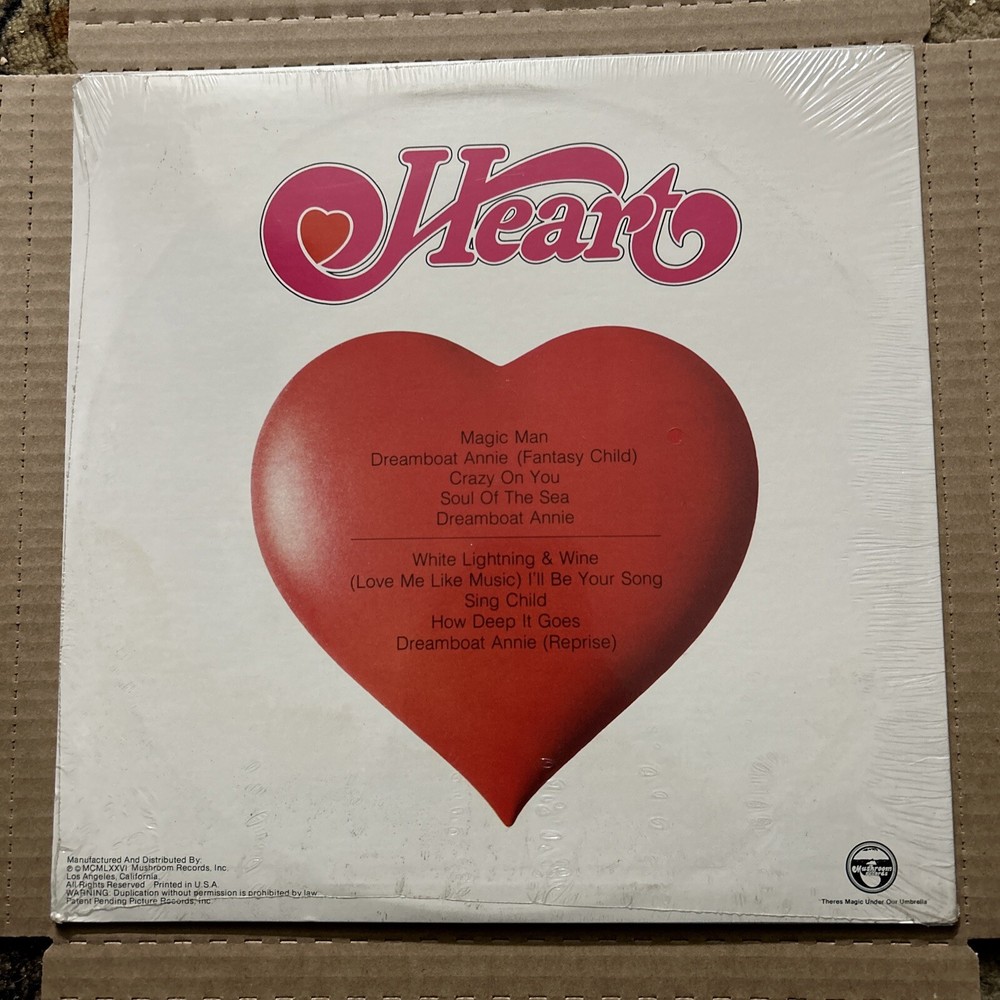 Heart
Magic Man
Dreamboat Annie (Fantasy Child)
Crazy On You
Soul Of The Sea
Dreamboat Annie
White Lightning & Wine
(Love Me Like Music) I'll Be Your Song
Sing Child
How Deep It Goes
Dreamboat Annie (Reprise)
Manufactured And Distributed By:
℗ © MCMLXXVI Mushroom Records, Inc.
Los Angeles, California
All Rights Reserved Printed in U.S.A.
WARNING: Duplication without permission is prohibited by law
Patent Pending Picture Records, Inc.
Mushroom
RECORDS
Theres Magic Under Our Umbrella